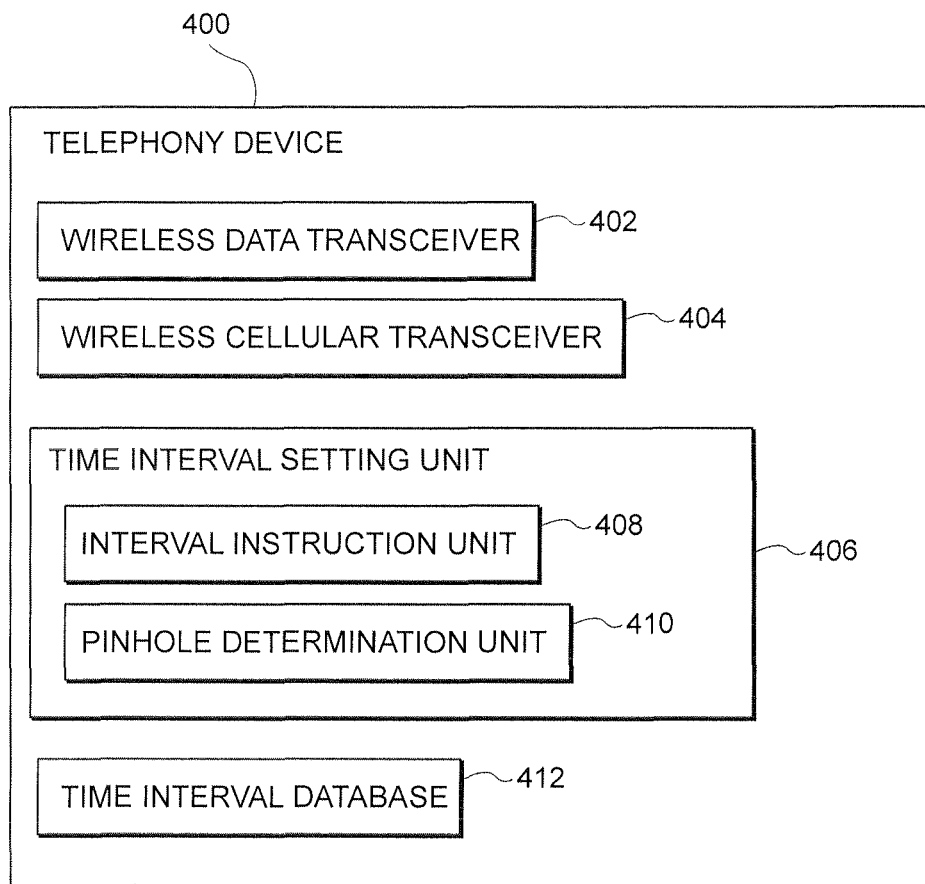 400
TELEPHONY DEVICE
WIRELESS DATA TRANSCEIVER
402
WIRELESS CELLULAR TRANSCEIVER
404
TIME INTERVAL SETTING UNIT
INTERVAL INSTRUCTION UNIT
408
406
PINHOLE DETERMINATION UNIT
410
TIME INTERVAL DATABASE
412